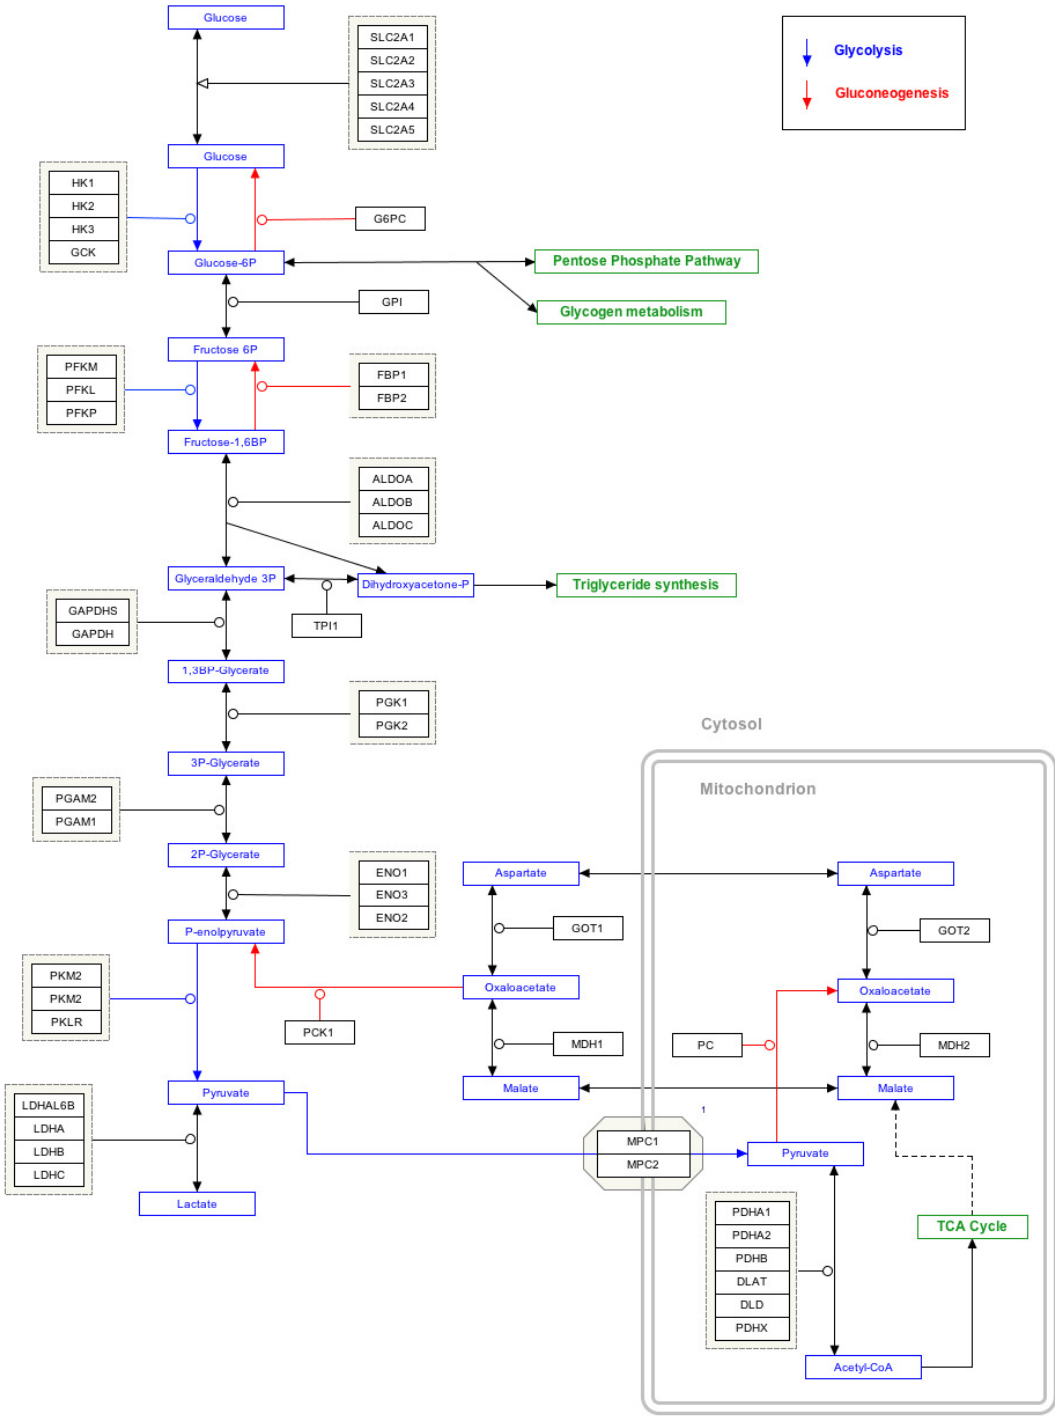 Glucose
SLC2A1
SLC2A2
SLC2A3
SLC2A4
SLC2A5
Glycolysis
Gluconeogenesis
Glucose
HK1
HK2
HK3
GCK
G6PC
Glucose-6P
Pentose Phosphate Pathway
GPI
Glycogen metabolism
Fructose 6P
PFKM
PFKL
PFKP
FBP1
FBP2
Fructose-1,6BP
ALDOA
ALDOB
ALDOC
Glyceraldehyde 3P
Dihydroxyacetone-P
Triglyceride synthesis
GAPDHS
GAPDH
TPI1
1,3BP-Glycerate
PGK1
PGK2
Cytosol
3P-Glycerate
Mitochondrion
PGAM2
PGAM1
2P-Glycerate
ENO1
ENO3
ENO2
Aspartate
Aspartate
GOT1
GOT2
P-enolpyruvate
PKM2
PKM2
PKLR
Oxaloacetate
Oxaloacetate
PCK1
MDH1
PC
MDH2
Pyruvate
Malate
Malate
LDHAL6B
LDHA
LDHB
LDHC
1
MPC1
MPC2
Pyruvate
Lactate
PDHA1
PDHA2
PDHB
DLAT
DLD
PDHX
TCA Cycle
Acetyl-CoA